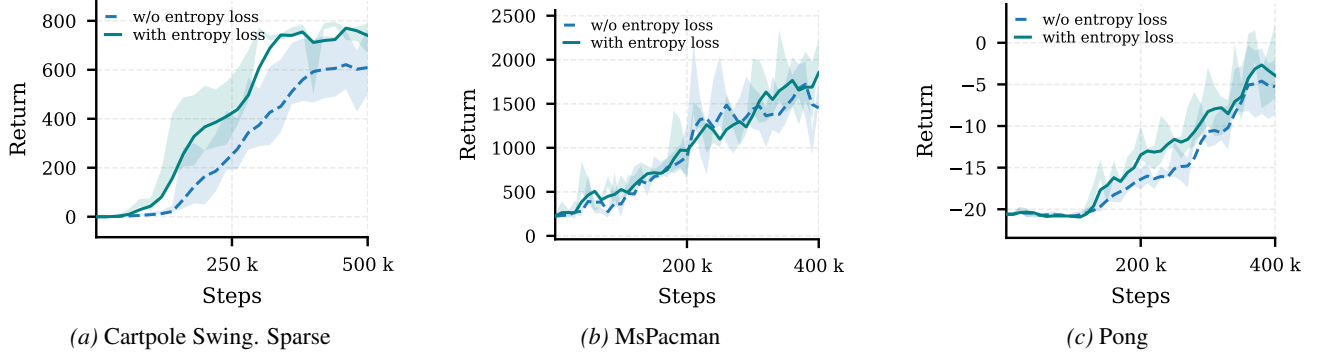 800
600
400
200
0
Return
w/o entropy loss
with entropy loss
250 k
500 k
Steps
(a) Cartpole Swing. Sparse
2500
2000
1500
1000
500
0
Return
w/o entropy loss
with entropy loss
200 k
400 k
Steps
(b) MsPacman
0
−5
−10
−15
−20
Return
w/o entropy loss
with entropy loss
200 k
400 k
Steps
(c) Pong